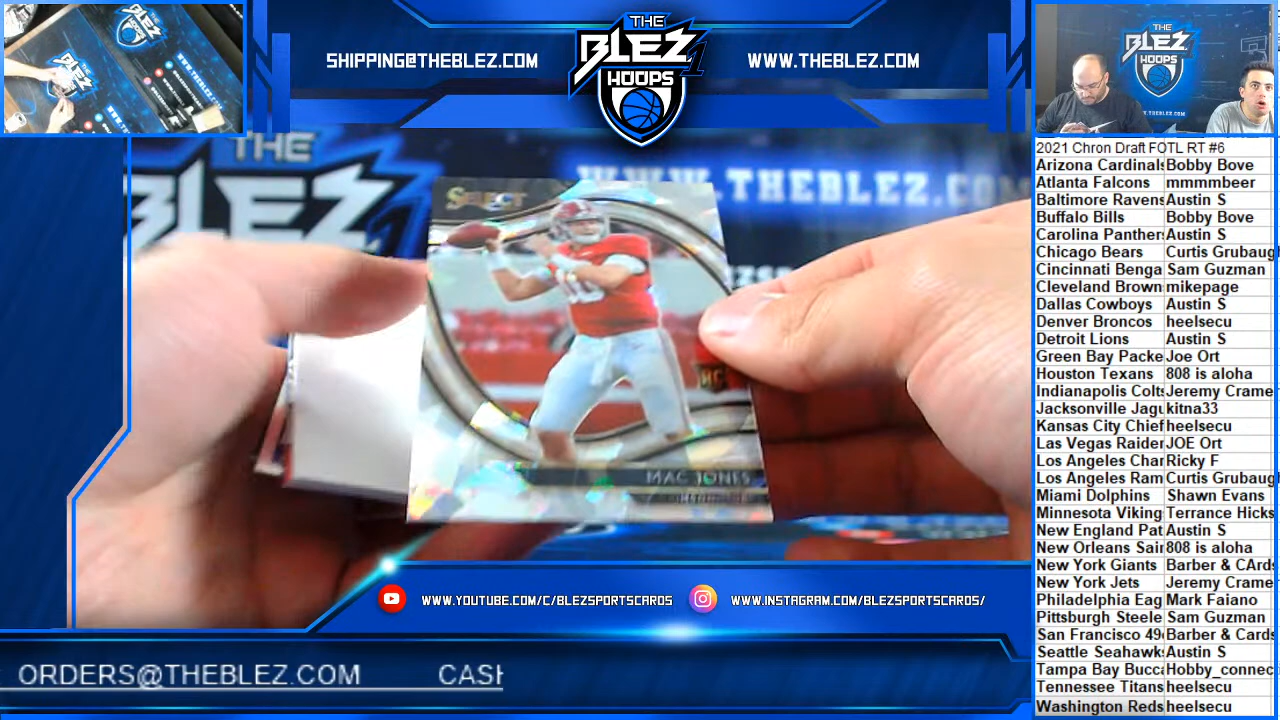 SHIPPING@THEBLEZ.COM
THE
BLEZ
HOOPS
WWW.THEBLEZ.COM
THE
BLEZ
HOOPS
THE
BLEZ
WWW.THEBLEZ.COM
SELECT
RC
MAC JONES
2021 Chron Draft FOTL RT #6
Arizona Cardinals Bobby Bove
Atlanta Falcons mmmmbeer
Baltimore Ravens Austin S
Buffalo Bills Bobby Bove
Carolina Panther Austin S
Chicago Bears Curtis Grubaug
Cincinnati Benga Sam Guzman
Cleveland Brown mikepage
Dallas Cowboys Austin S
Denver Broncos heelsecu
Detroit Lions Austin S
Green Bay Packe Joe Ort
Houston Texans 808 is aloha
Indianapolis Colts Jeremy Crame
Jacksonville Jagu kitna33
Kansas City Chief heelsecu
Las Vegas Raider JOE Ort
Los Angeles Char Ricky F
Los Angeles Ram Curtis Grubaug
Miami Dolphins Shawn Evans
Minnesota Viking Terrance Hicks
New England Pat Austin S
New Orleans Sain 808 is aloha
New York Giants Barber & CArds
New York Jets Jeremy Crame
Philadelphia Eag Mark Faiano
Pittsburgh Steele Sam Guzman
San Francisco 49 Barber & Cards
Seattle Seahawk Austin S
Tampa Bay Bucca Hobby_connec
Tennessee Titans heelsecu
Washington Reds heelsecu
WWW.YOUTUBE.COM/C/BLEZSPORTSCARDS
WWW.INSTAGRAM.COM/BLEZSPORTSCARDS/
ORDERS@THEBLEZ.COM CASH